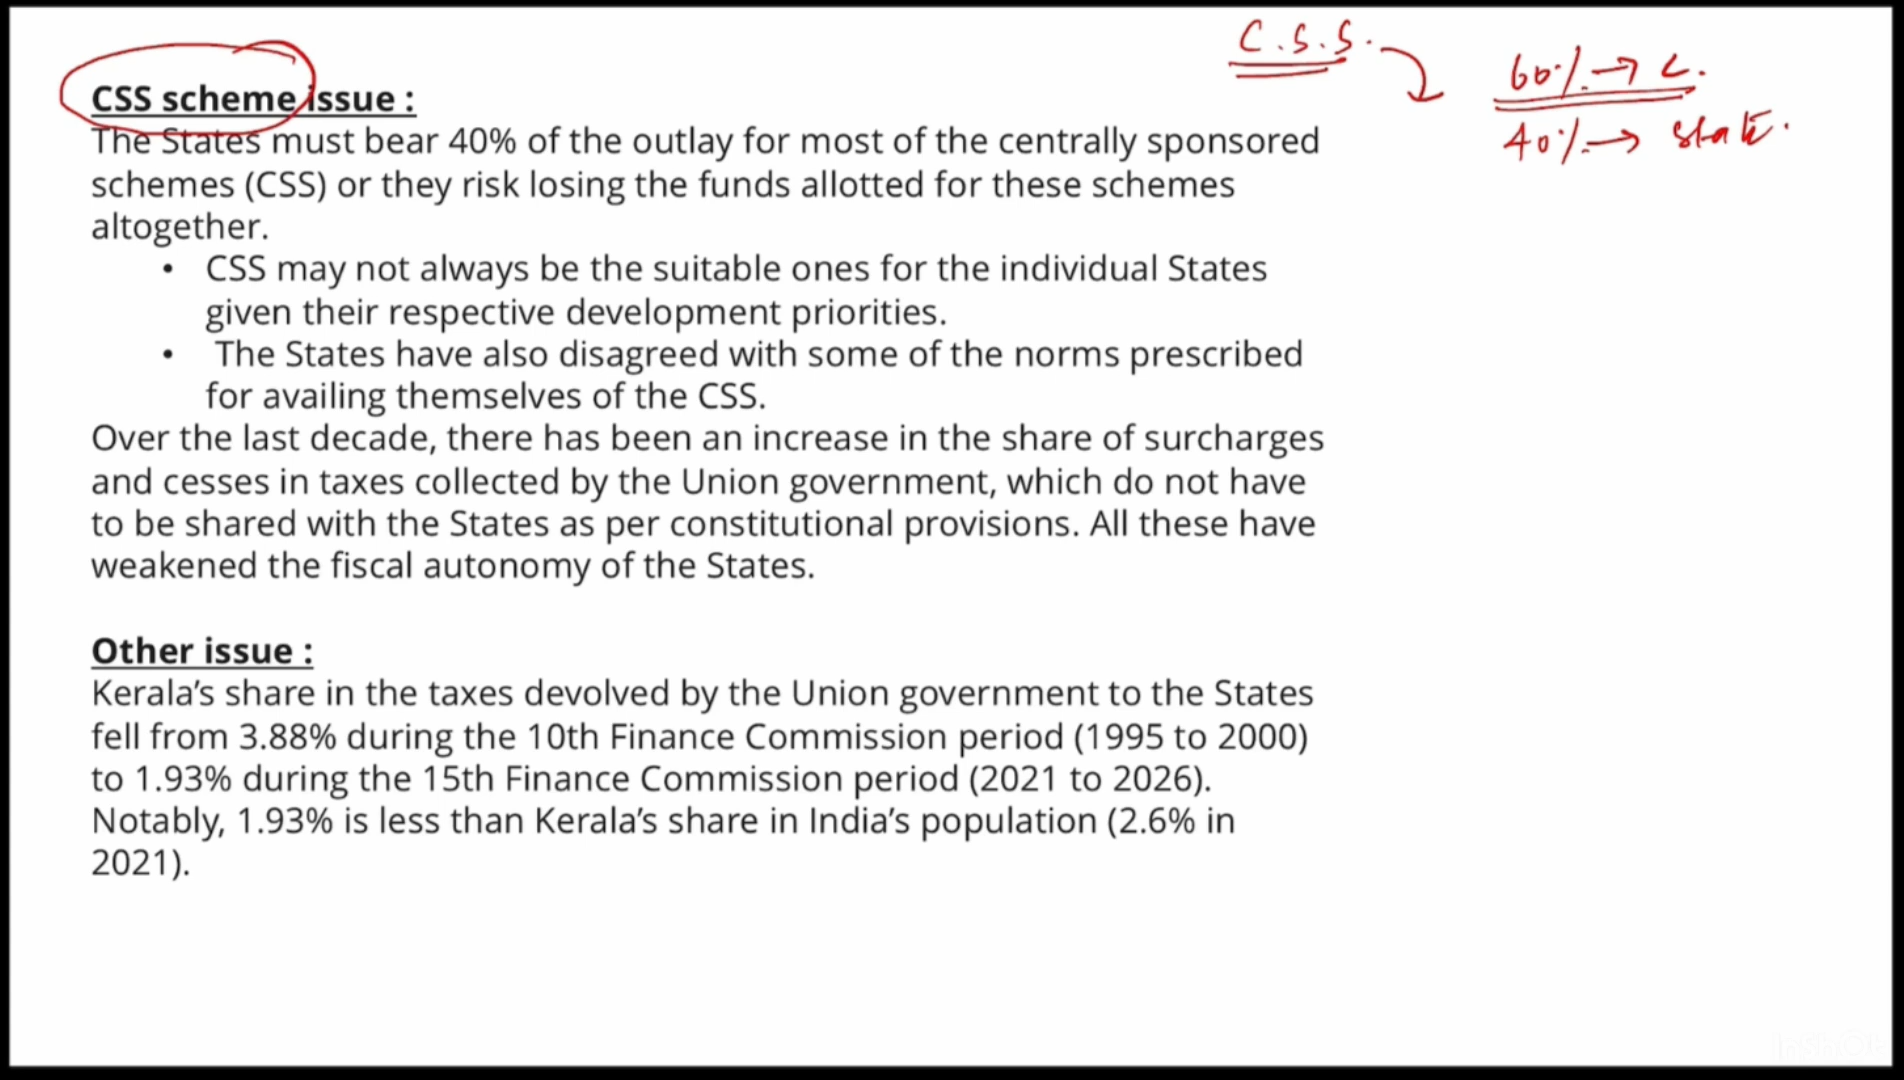 C.S.S.
60% → C.
40% → State.
CSS scheme issue :
The States must bear 40% of the outlay for most of the centrally sponsored
schemes (CSS) or they risk losing the funds allotted for these schemes
altogether.
• CSS may not always be the suitable ones for the individual States
given their respective development priorities.
• The States have also disagreed with some of the norms prescribed
for availing themselves of the CSS.
Over the last decade, there has been an increase in the share of surcharges
and cesses in taxes collected by the Union government, which do not have
to be shared with the States as per constitutional provisions. All these have
weakened the fiscal autonomy of the States.
Other issue :
Kerala’s share in the taxes devolved by the Union government to the States
fell from 3.88% during the 10th Finance Commission period (1995 to 2000)
to 1.93% during the 15th Finance Commission period (2021 to 2026).
Notably, 1.93% is less than Kerala’s share in India’s population (2.6% in
2021).